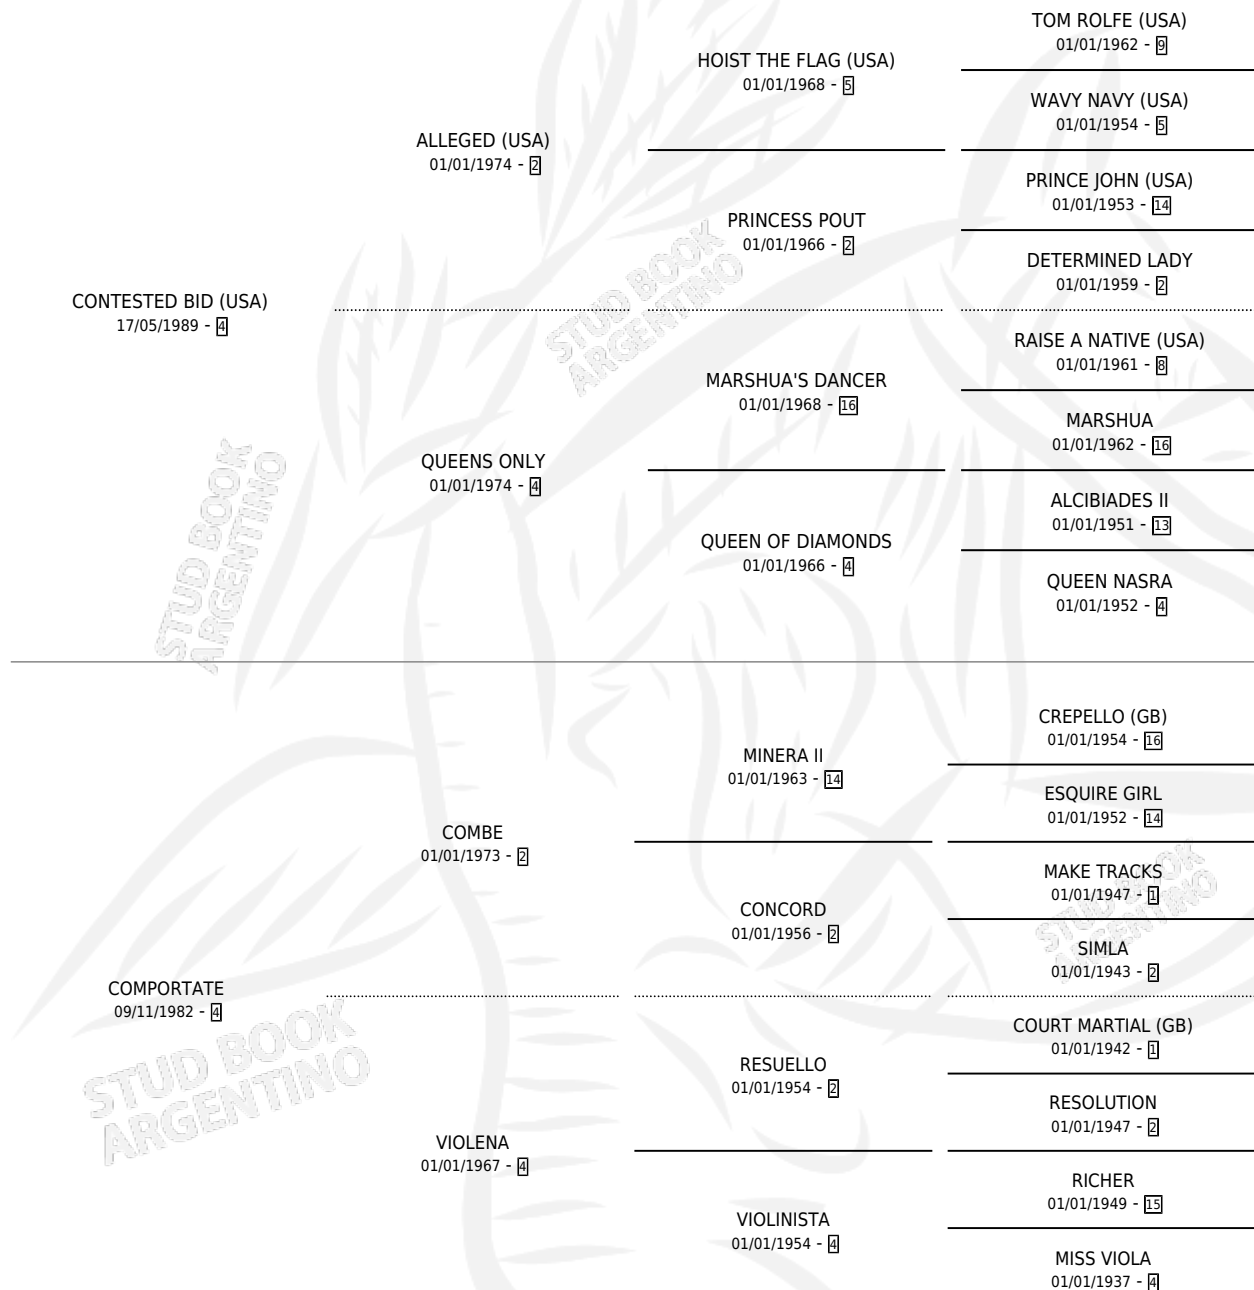 TOM ROLFE (USA)
01/01/1962 - 9
HOIST THE FLAG (USA)
01/01/1968 - 5
WAVY NAVY (USA)
01/01/1954 - 5
ALLEGED (USA)
01/01/1974 - 2
PRINCE JOHN (USA)
01/01/1953 - 14
PRINCESS POUT
01/01/1966 - 2
DETERMINED LADY
01/01/1959 - 2
CONTESTED BID (USA)
17/05/1989 - 4
RAISE A NATIVE (USA)
01/01/1961 - 8
MARSHUA'S DANCER
01/01/1968 - 16
MARSHUA
01/01/1962 - 16
QUEENS ONLY
01/01/1974 - 4
ALCIBIADES II
01/01/1951 - 13
QUEEN OF DIAMONDS
01/01/1966 - 4
QUEEN NASRA
01/01/1952 - 4
CREPELLO (GB)
01/01/1954 - 16
MINERA II
01/01/1963 - 14
ESQUIRE GIRL
01/01/1952 - 14
COMBE
01/01/1973 - 2
MAKE TRACKS
01/01/1947 - 1
CONCORD
01/01/1956 - 2
SIMLA
01/01/1943 - 2
COMPORTATE
09/11/1982 - 4
COURT MARTIAL (GB)
01/01/1942 - 1
RESUELLO
01/01/1954 - 2
RESOLUTION
01/01/1947 - 2
VIOLENA
01/01/1967 - 4
RICHER
01/01/1949 - 15
VIOLINISTA
01/01/1954 - 4
MISS VIOLA
01/01/1937 - 4
STUD BOOK
ARGENTINO
STUD BOOK
ARGENTINO
STUD BOOK
ARGENTINO
STUD BOOK
ARGENTINO